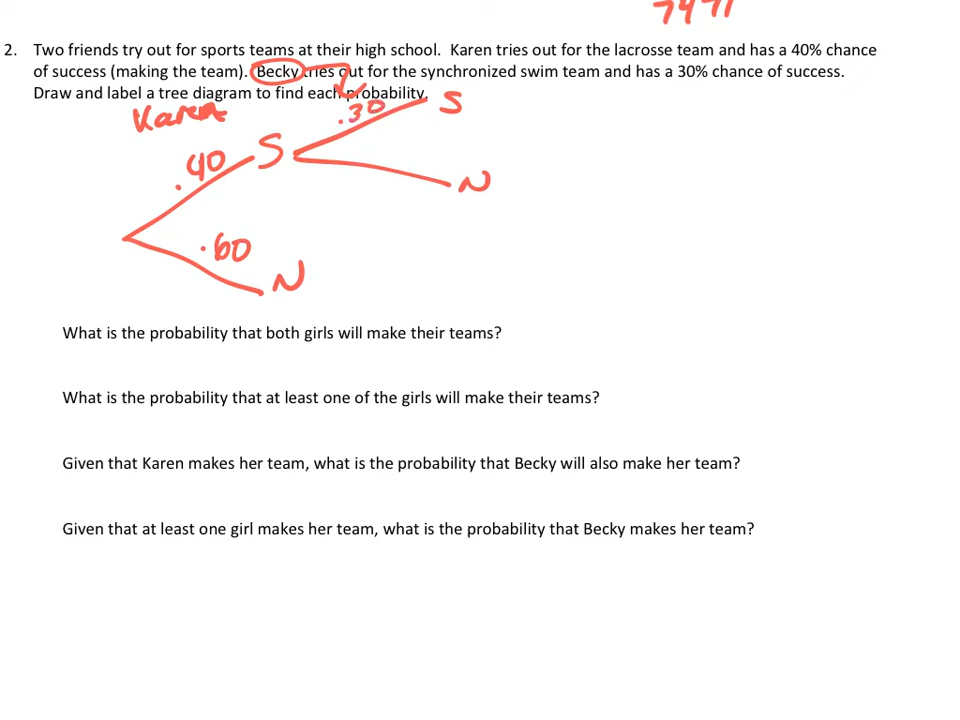 7471
2. Two friends try out for sports teams at their high school. Karen tries out for the lacrosse team and has a 40% chance
of success (making the team). Becky tries out for the synchronized swim team and has a 30% chance of success.
Draw and label a tree diagram to find each probability.
Karen
.30
S
.40
S
N
.60
N
What is the probability that both girls will make their teams?
What is the probability that at least one of the girls will make their teams?
Given that Karen makes her team, what is the probability that Becky will also make her team?
Given that at least one girl makes her team, what is the probability that Becky makes her team?